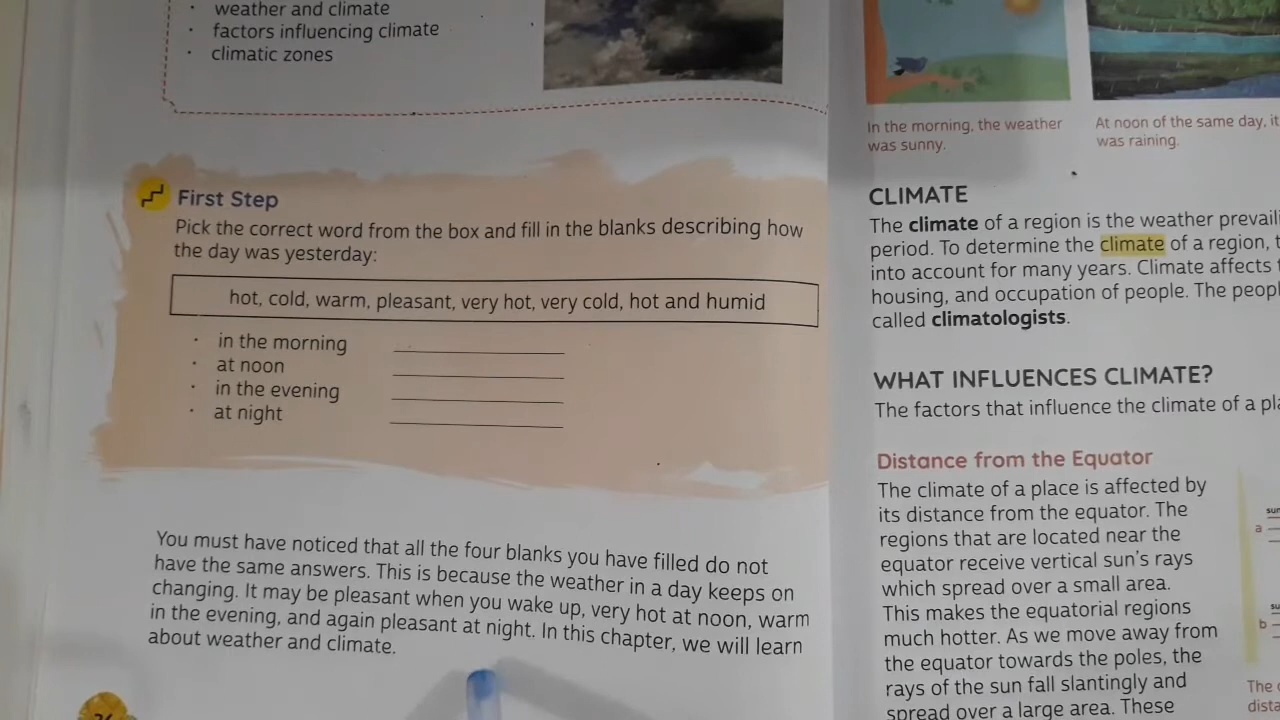 weather and climate
factors influencing climate
climatic zones
First Step
Pick the correct word from the box and fill in the blanks describing how
the day was yesterday:
hot, cold, warm, pleasant, very hot, very cold, hot and humid
in the morning
at noon
in the evening
at night
You must have noticed that all the four blanks you have filled do not
have the same answers. This is because the weather in a day keeps on
changing. It may be pleasant when you wake up, very hot at noon, warm
in the evening, and again pleasant at night. In this chapter, we will learn
about weather and climate.
In the morning, the weather
was sunny.
At noon of the same day, it
was raining.
CLIMATE
The climate of a region is the weather
period. To determine the climate of a region,
into account for many years. Climate affects
housing, and occupation of people. The
called climatologists.
WHAT INFLUENCES CLIMATE?
The factors that influence the climate of a
Distance from the Equator
The climate of a place is affected by
its distance from the equator. The
regions that are located near the
equator receive vertical sun's rays
which spread over a small area.
This makes the equatorial regions
much hotter. As we move away from
the equator towards the poles, the
rays of the sun fall slantingly and
spread over a large area. These
a
b
The